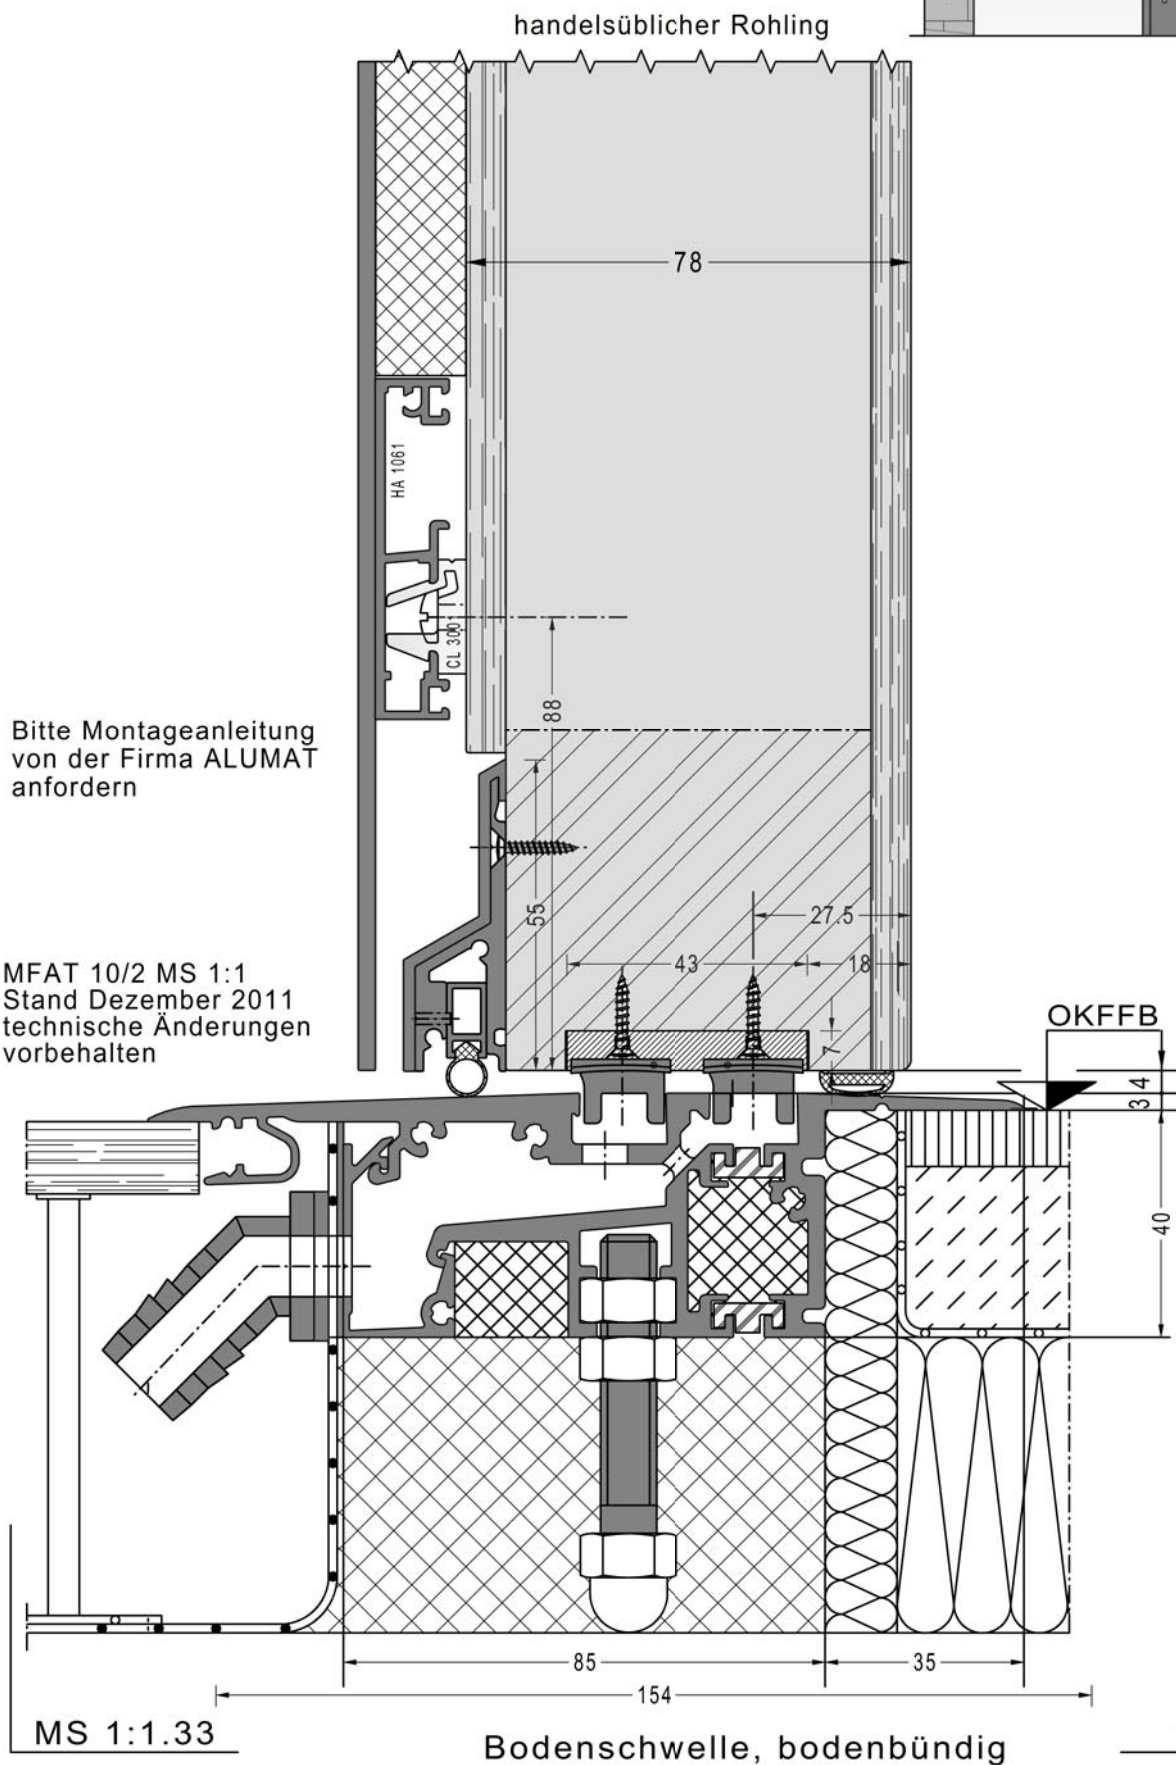 handelsüblicher Rohling
78
HA 1061
CL 3001
88
Bitte Montageanleitung
von der Firma ALUMAT
anfordern
55
27.5
43
18
MFAT 10/2 MS 1:1
Stand Dezember 2011
technische Änderungen
vorbehalten
OKFFB
7
4
3
40
85
35
154
MS 1:1.33
Bodenschwelle, bodenbündig